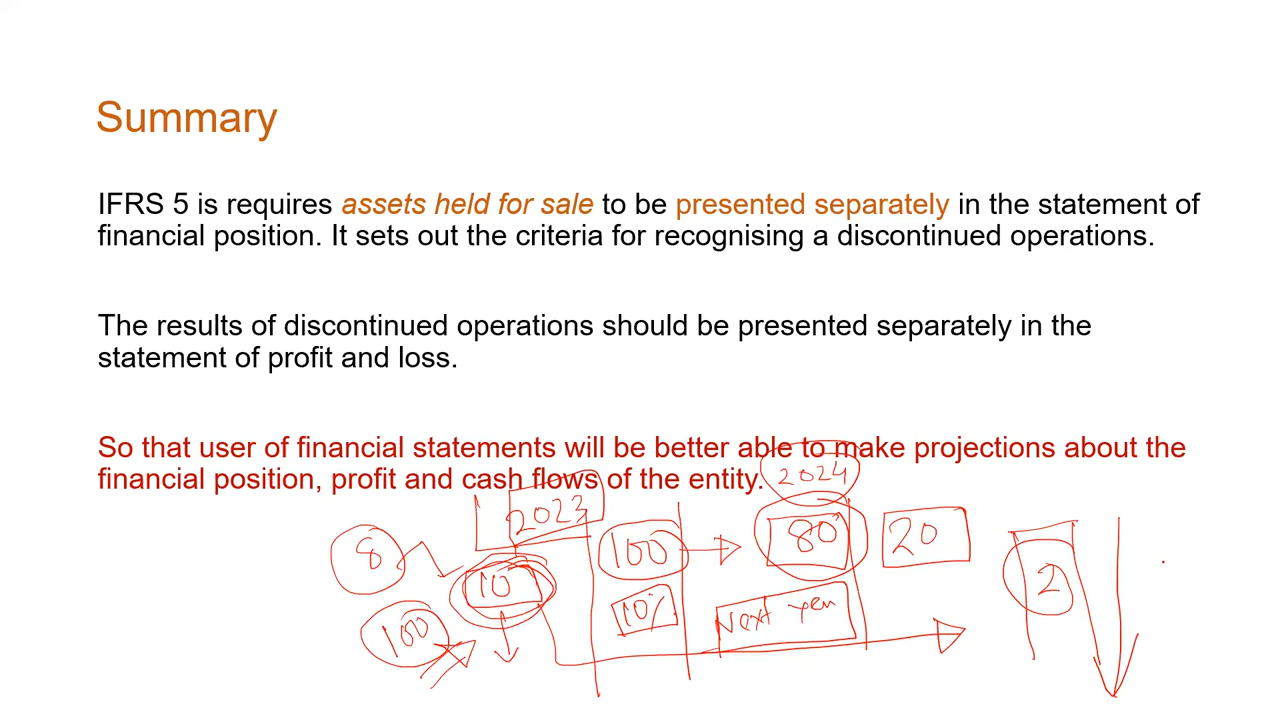 Summary
IFRS 5 is requires assets held for sale to be presented separately in the statement of
financial position. It sets out the criteria for recognising a discontinued operations.
The results of discontinued operations should be presented separately in the
statement of profit and loss.
So that user of financial statements will be better able to make projections about the
financial position, profit and cash flows of the entity.
2024
2023
8 100 80 20
10 2
100 10% Next year